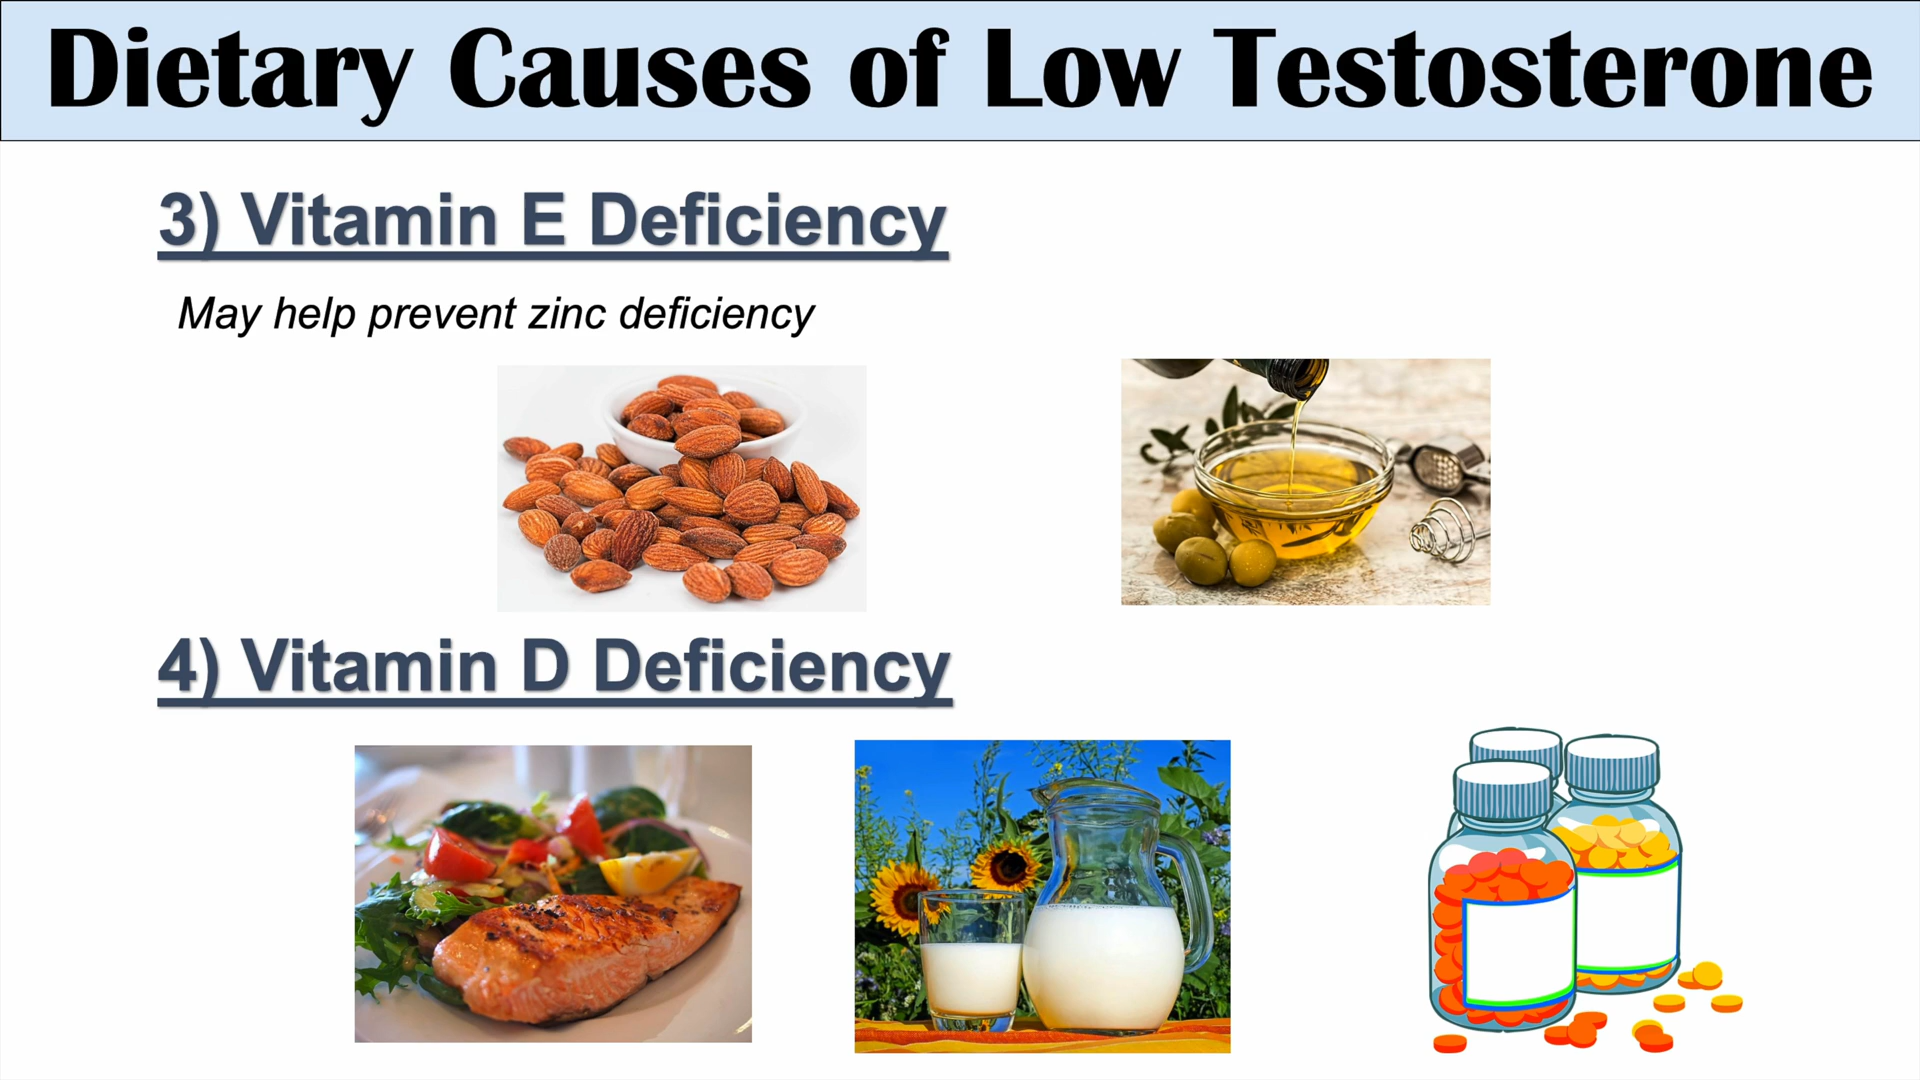 Dietary Causes of Low Testosterone
3) Vitamin E Deficiency
May help prevent zinc deficiency
4) Vitamin D Deficiency